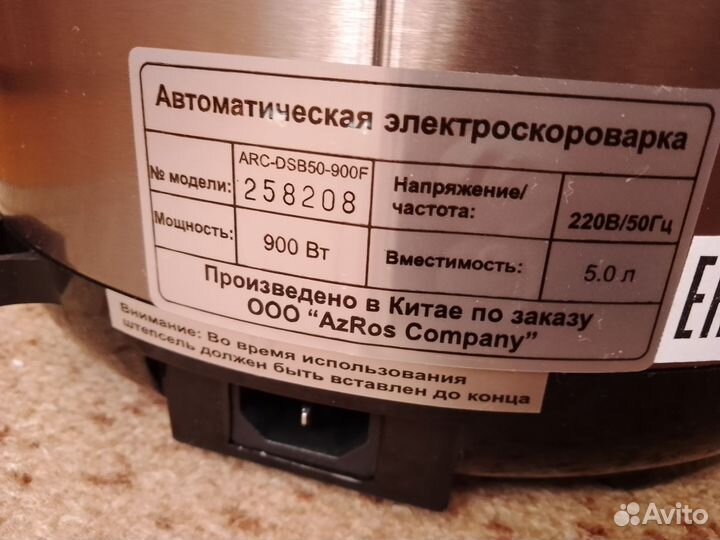 Автоматическая электроскороварка
№ модели:
ARC-DSB50-900F
258208
Напряжение/
частота:
220В/50Гц
Мощность:
900 Вт
Вместимость:
5.0 л
Произведено в Китае по заказу
ООО “AzRos Company”
Внимание: Во время использования
штепсель должен быть вставлен до конца
Avito